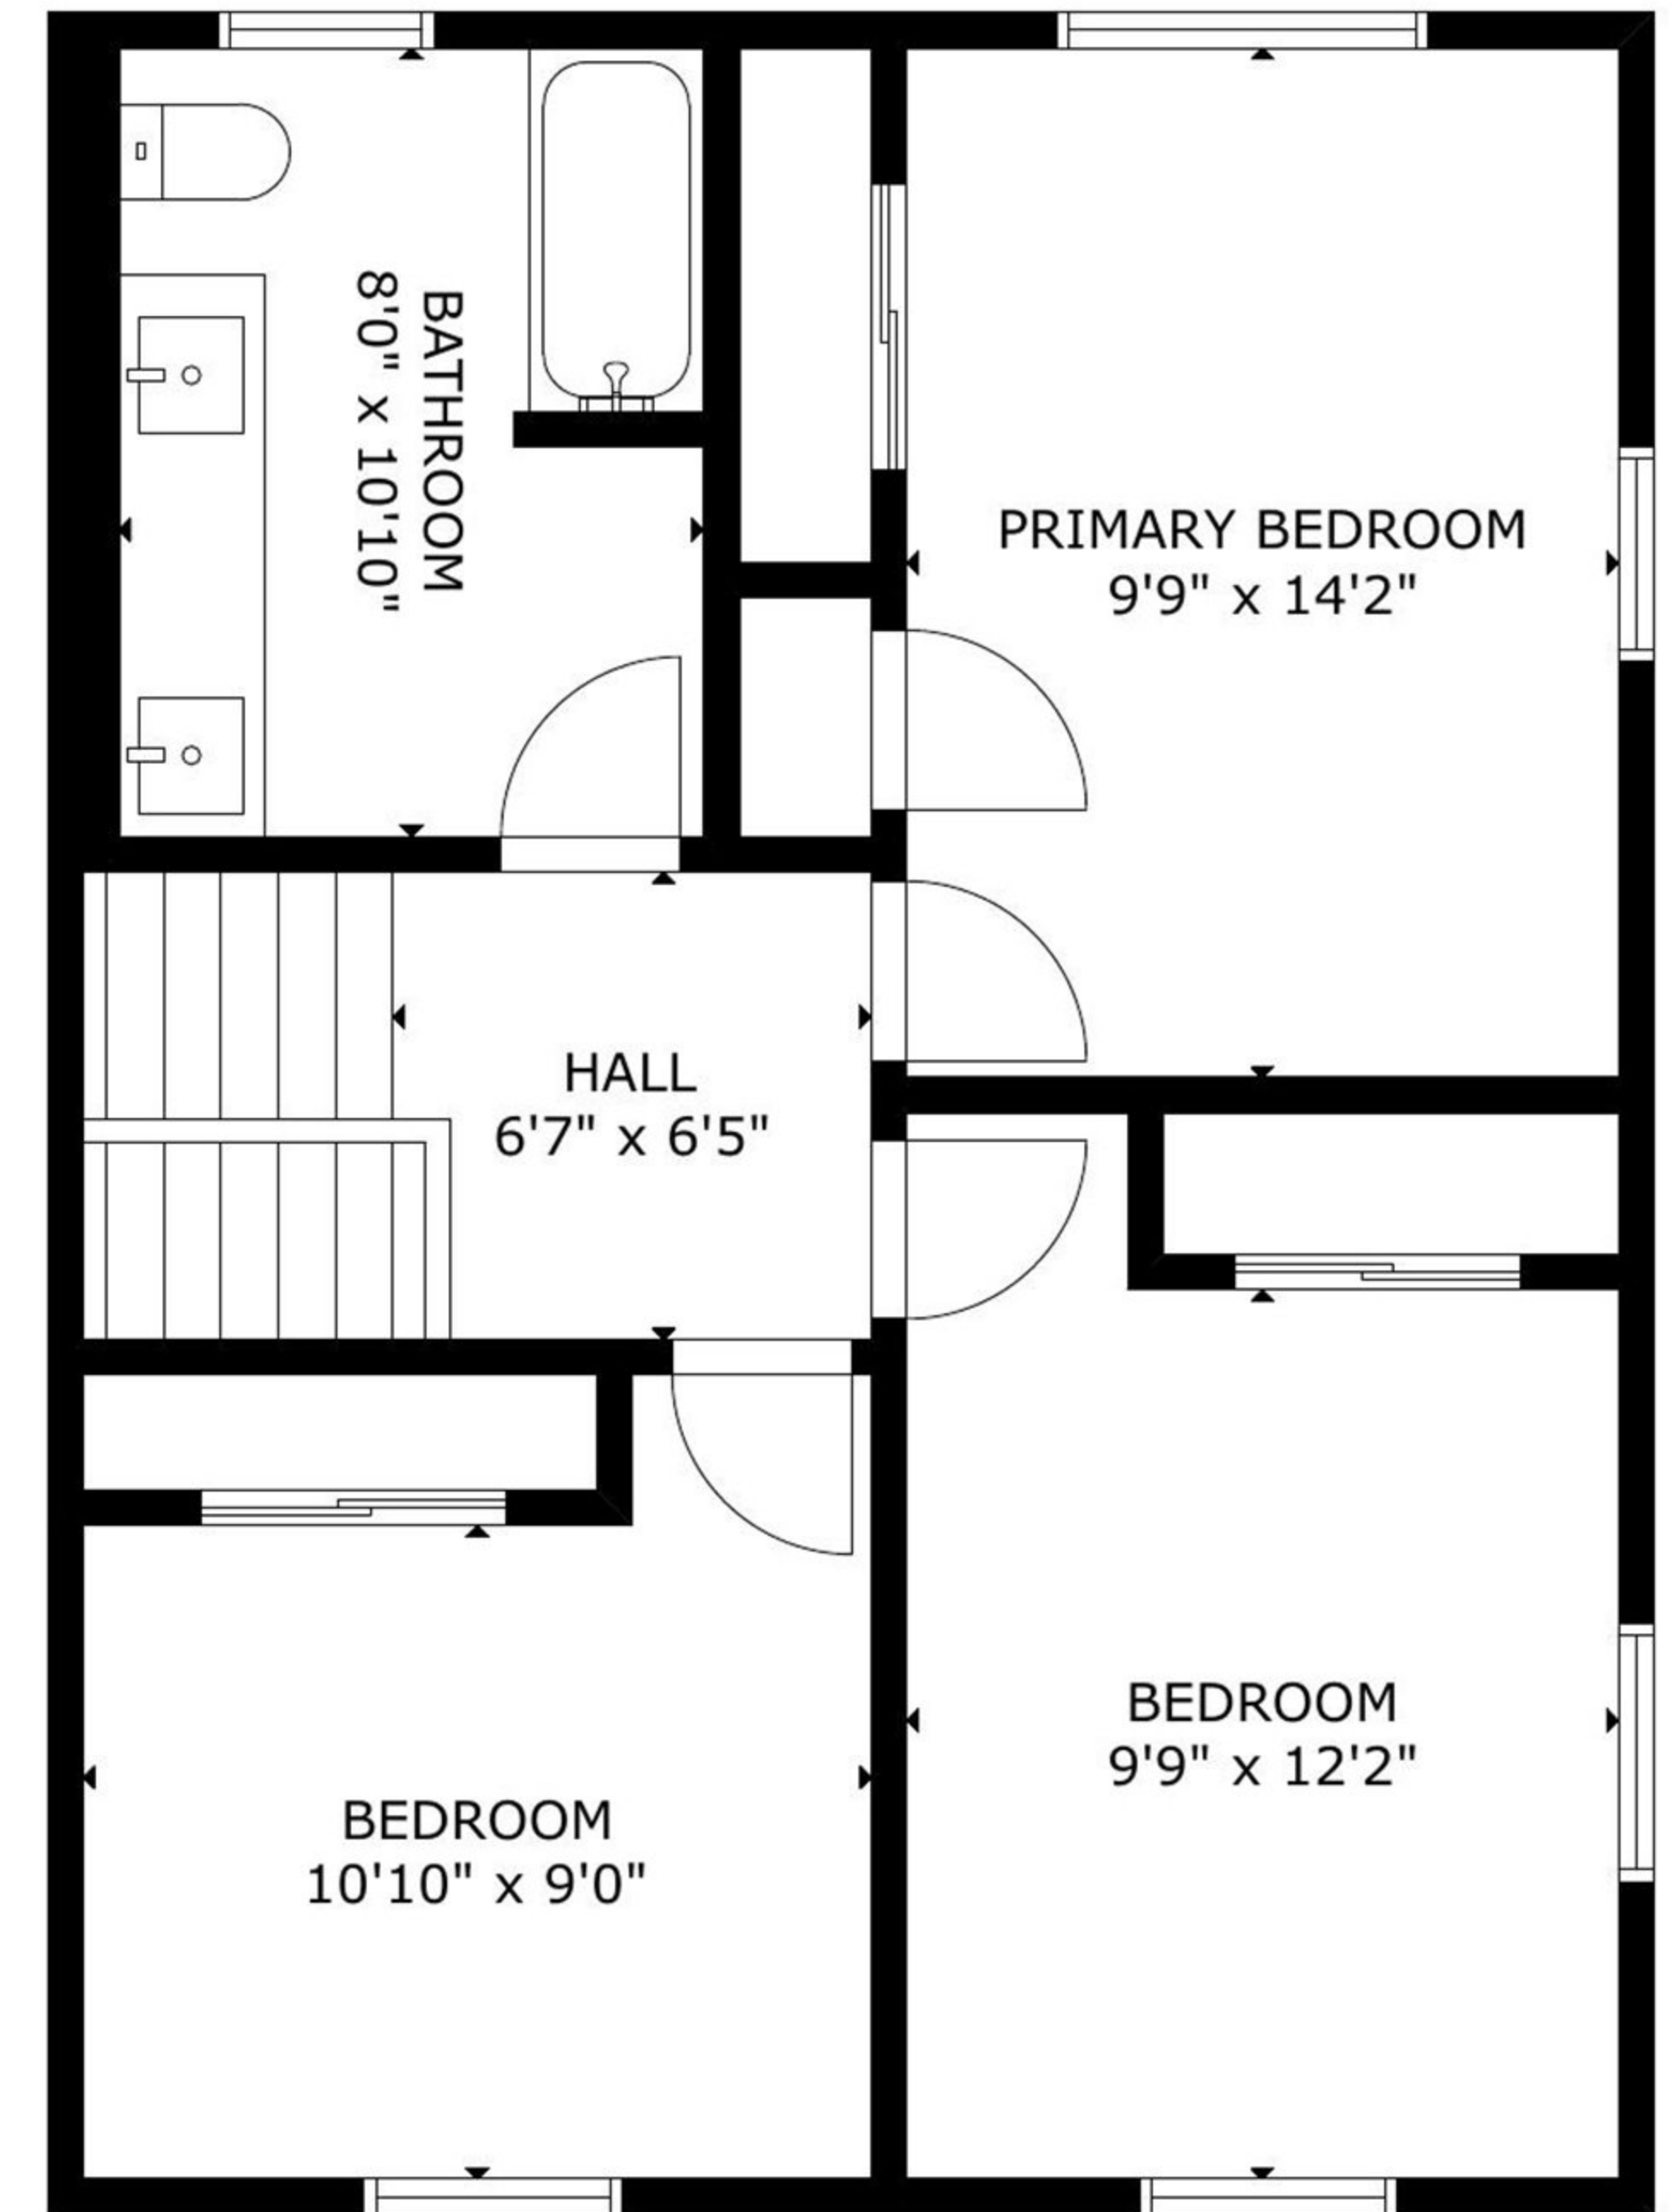 BATHROOM
8'0" x 10'10"
PRIMARY BEDROOM
9'9" x 14'2"
HALL
6'7" x 6'5"
BEDROOM
9'9" x 12'2"
BEDROOM
10'10" x 9'0"